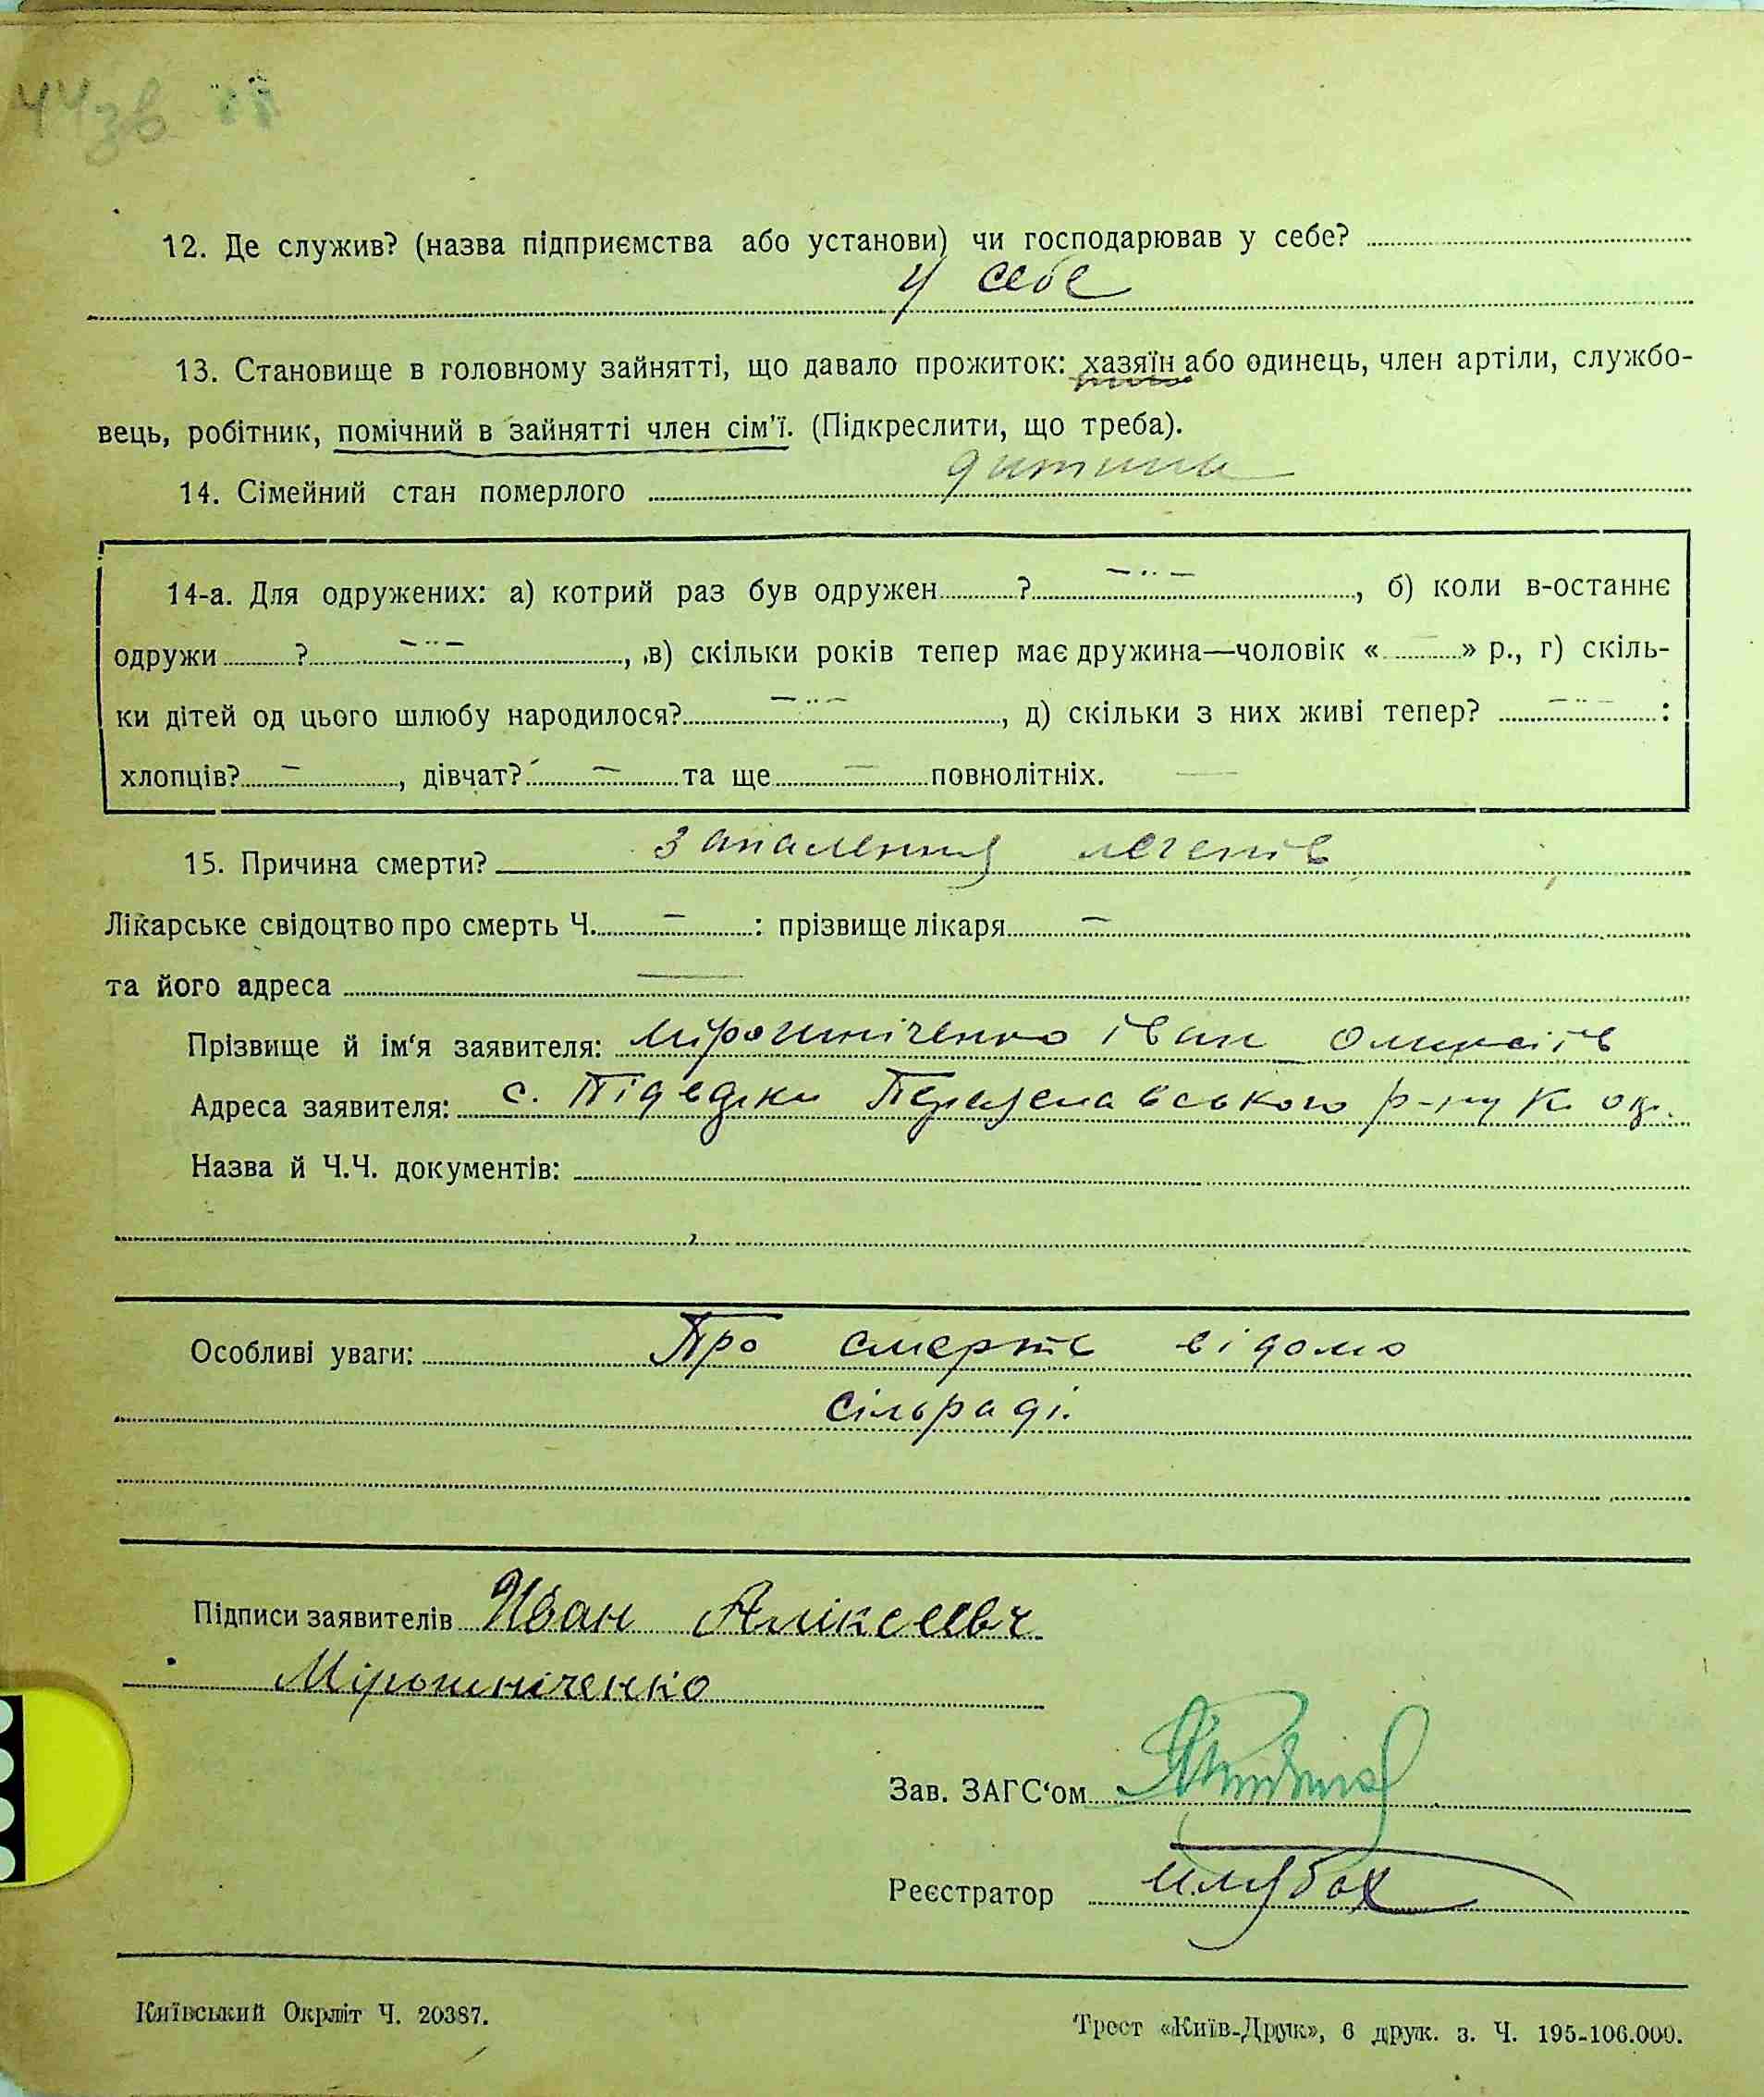 44зв
12. Де служив? (назва підприємства або установи) чи господарював у себе?
у себе
13. Становище в головному зайнятті, що давало прожиток: хазяїн або одинець, член артіли, службо-
вець, робітник, помічний в зайнятті член сім'ї. (Підкреслити, що треба).
14. Сімейний стан померлого дитина
14-а. Для одружених: а) котрий раз був одружен ? — , б) коли в-останнє
одружи ? — , в) скільки років тепер має дружина—чоловік « — » р., г) скіль-
ки дітей од цього шлюбу народилося? — , д) скільки з них живі тепер? — :
хлопців? — , дівчат? — та ще — повнолітніх. —
15. Причина смерти? Запалення легенів
Лікарське свідоцтво про смерть Ч. — : прізвище лікаря —
та його адреса —
Прізвище й ім'я заявителя: Мірошніченко Іван Олексіїв
Адреса заявителя: с. Переяславського р-ну К. окр.
Назва й Ч.Ч. документів:
Особливі уваги: Про смерть відомо
сільраді.
Підписи заявителів Иван Аліксеевч
Мірошніченко
Зав. ЗАГС'ом
Реєстратор
Київський Окрліт Ч. 20387.
Трест «Київ-Друк», 6 друк. з. Ч. 195-106.000.